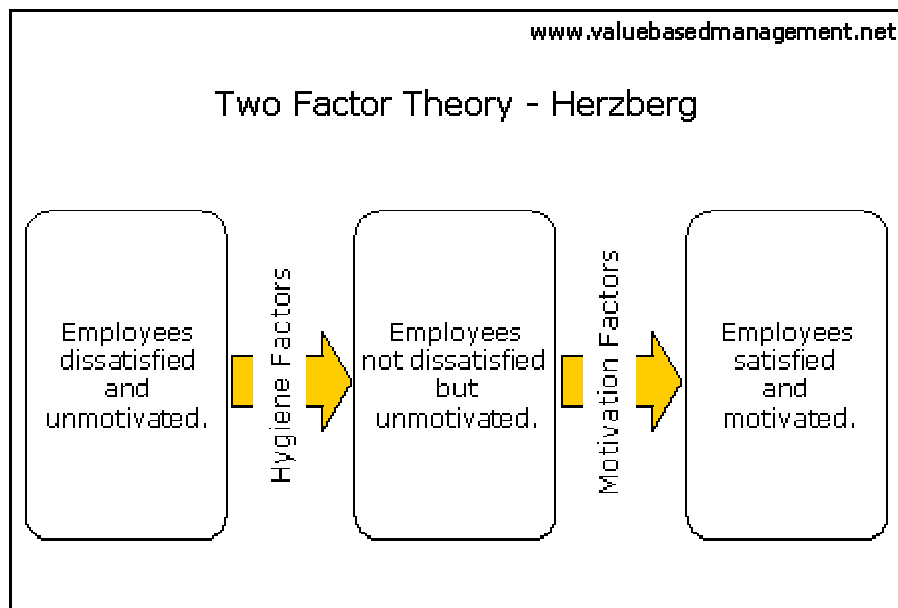 www.valuebasedmanagement.net
Two Factor Theory - Herzberg
Employees
dissatisfied
and
unmotivated.
Hygiene Factors
Employees
not dissatisfied
but
unmotivated.
Motivation Factors
Employees
satisfied
and
motivated.